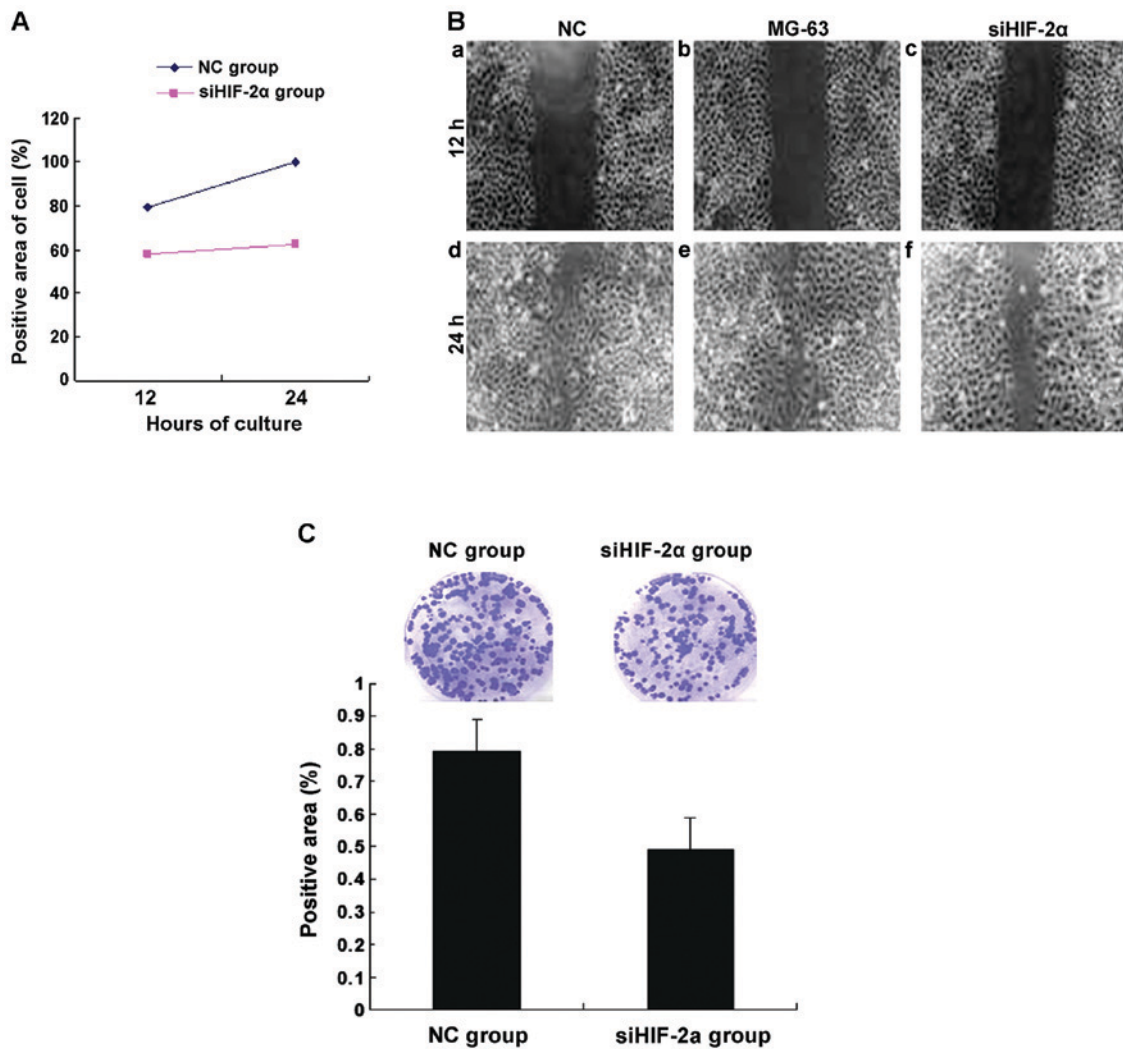 A
NC group
siHIF-2α group
120
100
80
60
40
20
0
Positive area of cell (%)
12 24
Hours of culture
B
NC MG-63 siHIF-2α
a b c
12 h
d e f
24 h
C
NC group siHIF-2α group
1
0.9
0.8
0.7
0.6
0.5
0.4
0.3
0.2
0.1
0
Positive area (%)
NC group siHIF-2a group